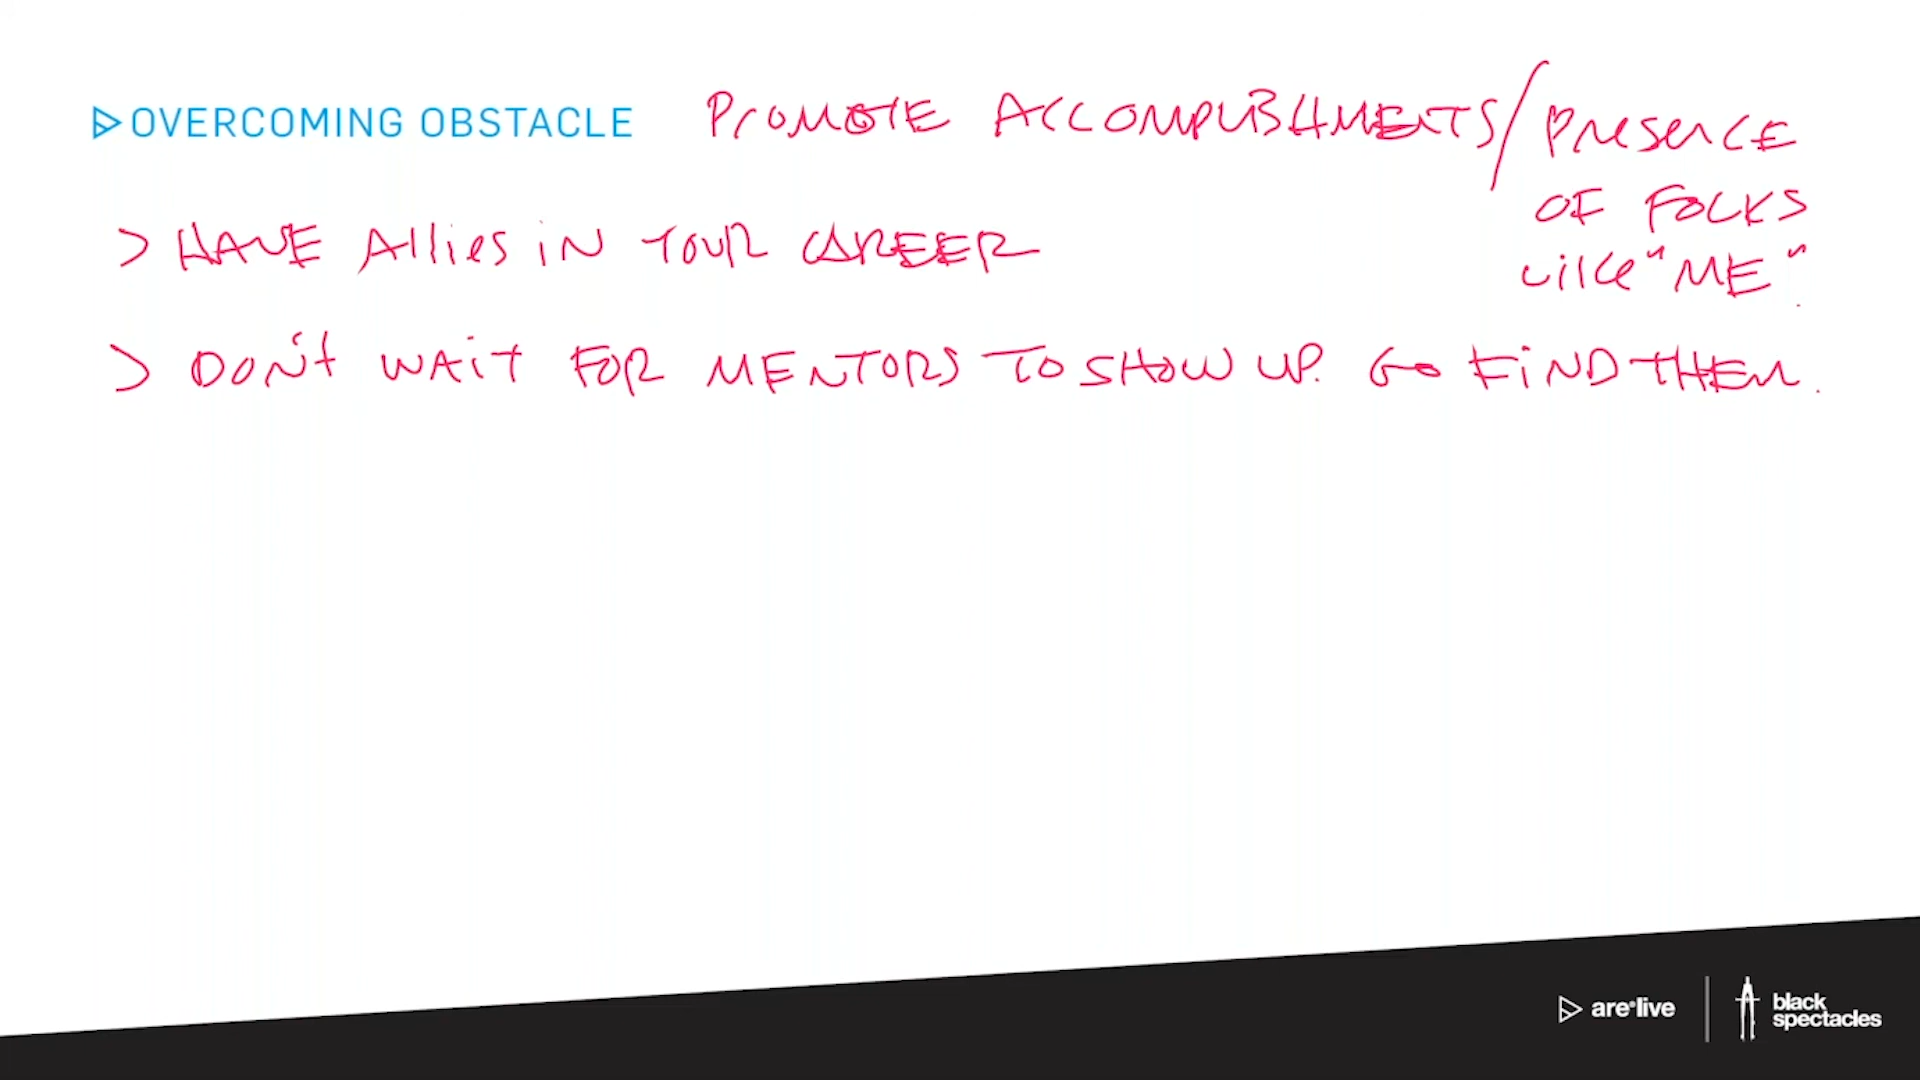 OVERCOMING OBSTACLE
PROMOTE ACCOMPLISHMENTS / PRESENCE
OF FOLKS
LIKE "ME".
> HAVE Allies iN YOUR CAREER
> DON't WAiT FOR MENTORS TO SHOW UP. GO FiND THEM.
are live
black
spectacles